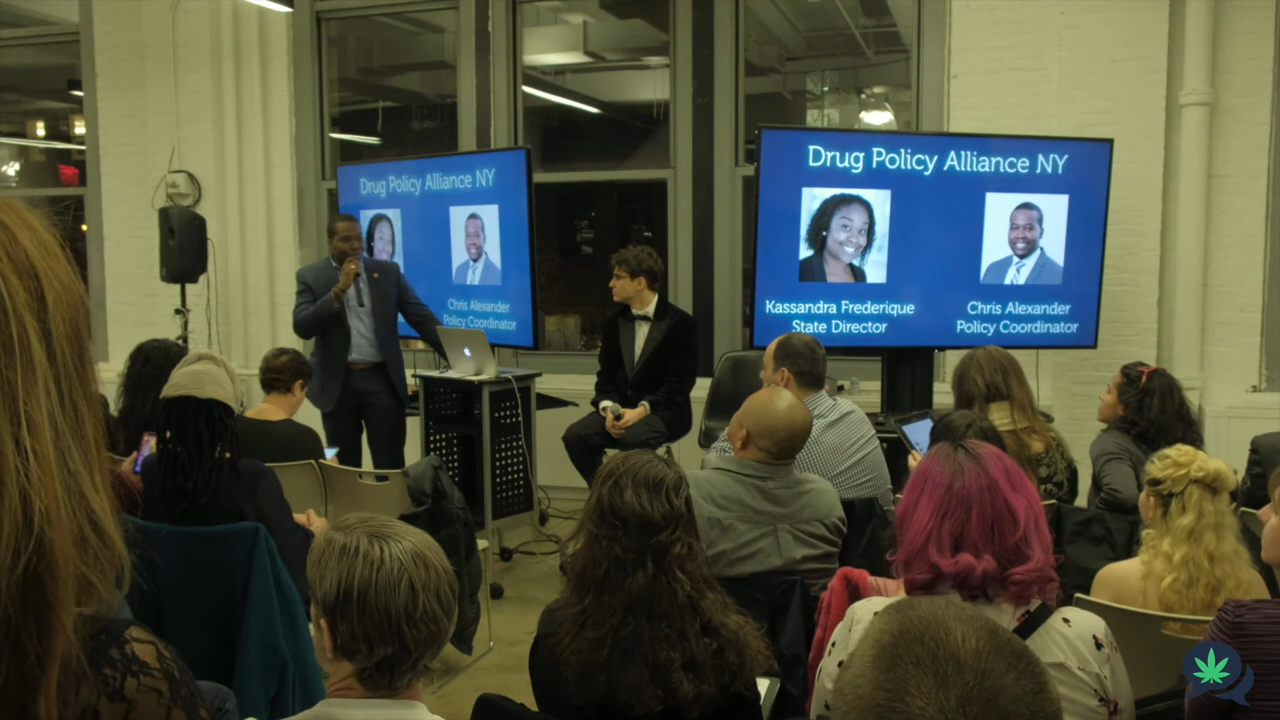 Drug Policy Alliance NY
Chris Alexander
Policy Coordinator
Drug Policy Alliance NY
Kassandra Frederique
State Director
Chris Alexander
Policy Coordinator